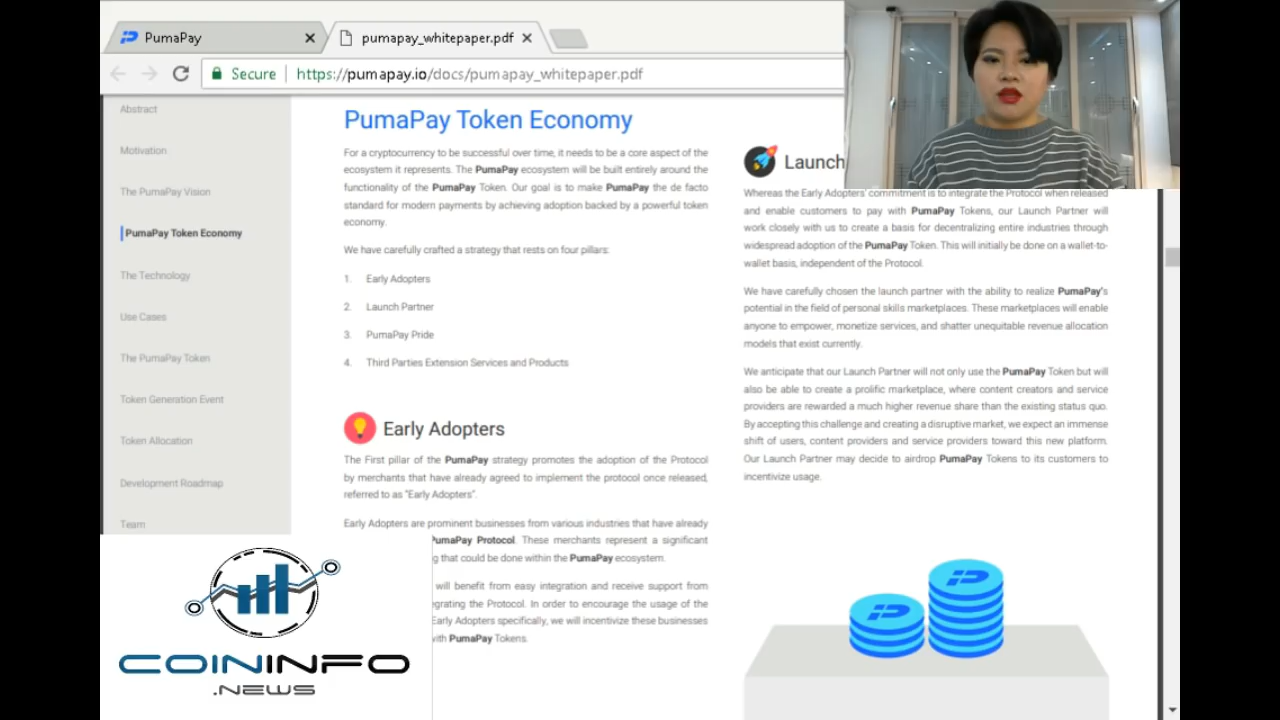 PumaPay
pumapay_whitepaper.pdf
Secure
https://pumapay.io/docs/pumapay_whitepaper.pdf
Abstract
Motivation
The PumaPay Vision
PumaPay Token Economy
The Technology
Use Cases
The PumaPay Token
Token Generation Event
Token Allocation
Development Roadmap
Team
PumaPay Token Economy
For a cryptocurrency to be successful over time, it needs to be a core aspect of the
ecosystem it represents. The PumaPay ecosystem will be built entirely around the
functionality of the PumaPay Token. Our goal is to make PumaPay the de facto
standard for modern payments by achieving adoption backed by a powerful token
economy.
We have carefully crafted a strategy that rests on four pillars:
1. Early Adopters
2. Launch Partner
3. PumaPay Pride
4. Third Parties Extension Services and Products
Early Adopters
The First pillar of the PumaPay strategy promotes the adoption of the Protocol
by merchants that have already agreed to implement the protocol once released,
referred to as "Early Adopters".
Early Adopters are prominent businesses from various industries that have already
PumaPay Protocol. These merchants represent a significant
g that could be done within the PumaPay ecosystem.
will benefit from easy integration and receive support from
egrating the Protocol. In order to encourage the usage of the
Early Adopters specifically, we will incentivize these businesses
with PumaPay Tokens.
Launch
Whereas the Early Adopters' commitment is to integrate the Protocol when released
and enable customers to pay with PumaPay Tokens, our Launch Partner will
work closely with us to create a basis for decentralizing entire industries through
widespread adoption of the PumaPay Token. This will initially be done on a wallet-to-
wallet basis, independent of the Protocol.
We have carefully chosen the launch partner with the ability to realize PumaPay's
potential in the field of personal skills marketplaces. These marketplaces will enable
anyone to empower, monetize services, and shatter unequitable revenue allocation
models that exist currently.
We anticipate that our Launch Partner will not only use the PumaPay Token but will
also be able to create a prolific marketplace, where content creators and service
providers are rewarded a much higher revenue share than the existing status quo.
By accepting this challenge and creating a disruptive market, we expect an immense
shift of users, content providers and service providers toward this new platform.
Our Launch Partner may decide to airdrop PumaPay Tokens to its customers to
incentivize usage.
COININFO
.NEWS